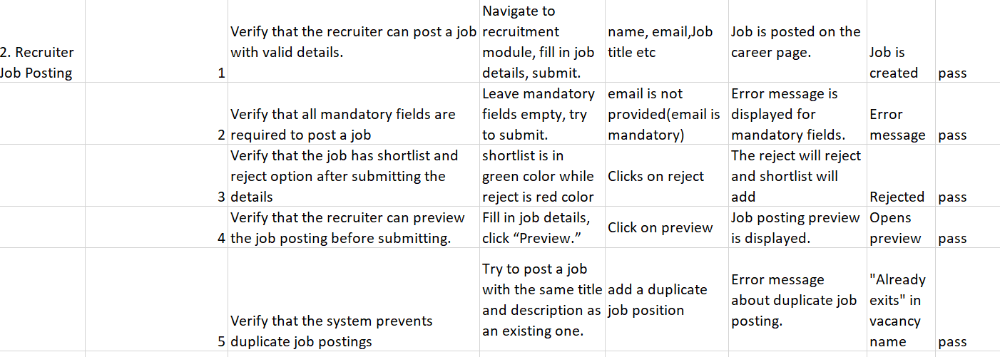 2. Recruiter
Job Posting
1
Verify that the recruiter can post a job
with valid details.
Navigate to
recruitment
module, fill in job
details, submit.
name, email,Job
title etc
Job is posted on the
career page.
Job is
created
pass
2
Verify that all mandatory fields are
required to post a job
Leave mandatory
fields empty, try
to submit.
email is not
provided(email is
mandatory)
Error message is
displayed for
mandatory fields.
Error
message
pass
3
Verify that the job has shortlist and
reject option after submitting the
details
shortlist is in
green color while
reject is red color
Clicks on reject
The reject will reject
and shortlist will
add
Rejected
pass
4
Verify that the recruiter can preview
the job posting before submitting.
Fill in job details,
click “Preview.”
Click on preview
Job posting preview
is displayed.
Opens
preview
pass
5
Verify that the system prevents
duplicate job postings
Try to post a job
with the same title
and description as
an existing one.
add a duplicate
job position
Error message
about duplicate job
posting.
"Already
exits" in
vacancy
name
pass